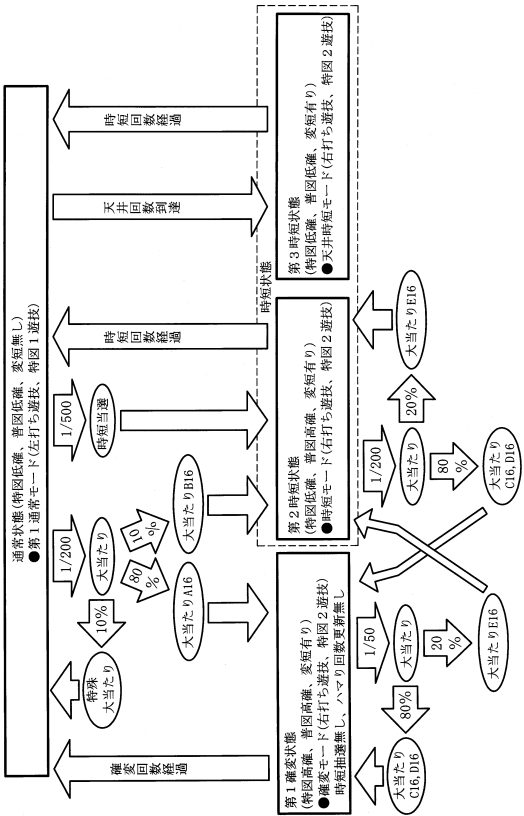 通常状態(特図低確、普図低確、変短無し)
●第1通常モード(左打ち遊技、特図1遊技)
確変回数
経過
特殊
大当たり
10%
1/200
大当たり
80
%
10
%
大当たりA16
大当たりB16
1/500
時短当選
時短回数
経過
天井回数
到達
時短回数
経過
時短状態
第1確変状態
(特図高確、普図高確、変短有り)
●確変モード(右打ち遊技、特図2遊技)
時短抽選無し、ハマり回数更新無し
第2時短状態
(特図低確、普図高確、変短有り)
●時短モード(右打ち遊技、特図2遊技)
第3時短状態
(特図低確、普図低確、変短有り)
●天井時短モード(右打ち遊技、特図2遊技)
大当たり
C16,D16
80%
1/50
大当たり
20
%
大当たりE16
1/200
大当たり
80
%
大当たり
C16,D16
20%
大当たりE16